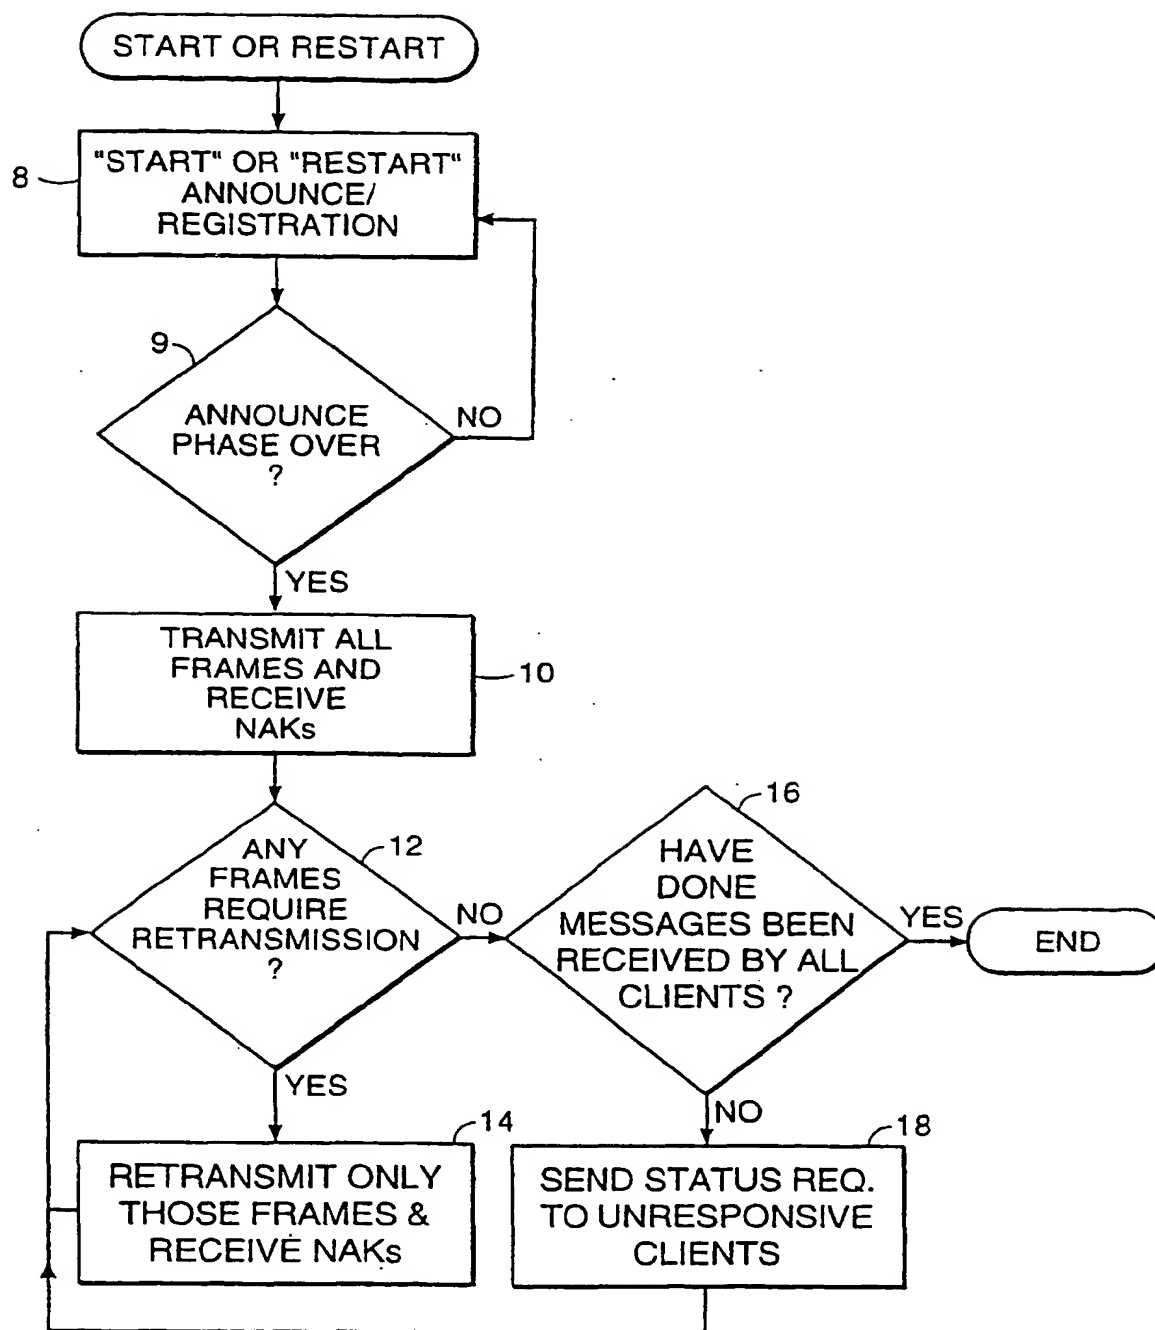 START OR RESTART
8
"START" OR "RESTART"
ANNOUNCE/
REGISTRATION
9
ANNOUNCE
PHASE OVER
?
NO
YES
TRANSMIT ALL
FRAMES AND
RECEIVE
NAKs
10
ANY
FRAMES
REQUIRE
RETRANSMISSION
?
12
NO
YES
16
HAVE
DONE
MESSAGES BEEN
RECEIVED BY ALL
CLIENTS ?
YES
END
NO
14
RETRANSMIT ONLY
THOSE FRAMES &
RECEIVE NAKs
18
SEND STATUS REQ.
TO UNRESPONSIVE
CLIENTS